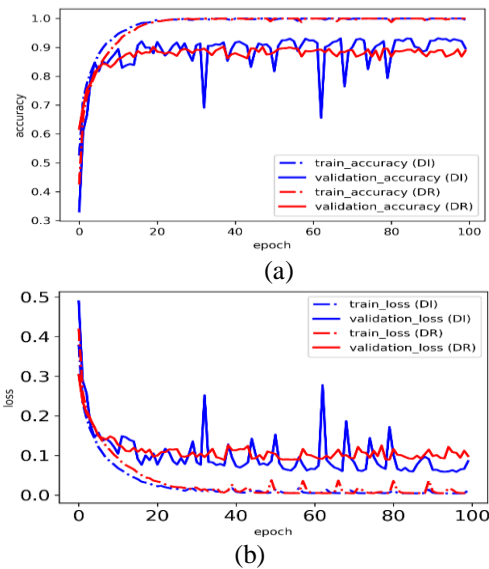 1.0
0.9
0.8
0.7
0.6
0.5
0.4
0.3
accuracy
train_accuracy (DI)
validation_accuracy (DI)
train_accuracy (DR)
validation_accuracy (DR)
0 20 40 60 80 100
epoch
(a)
0.5
0.4
0.3
0.2
0.1
0.0
loss
train_loss (DI)
validation_loss (DI)
train_loss (DR)
validation_loss (DR)
0 20 40 60 80 100
epoch
(b)